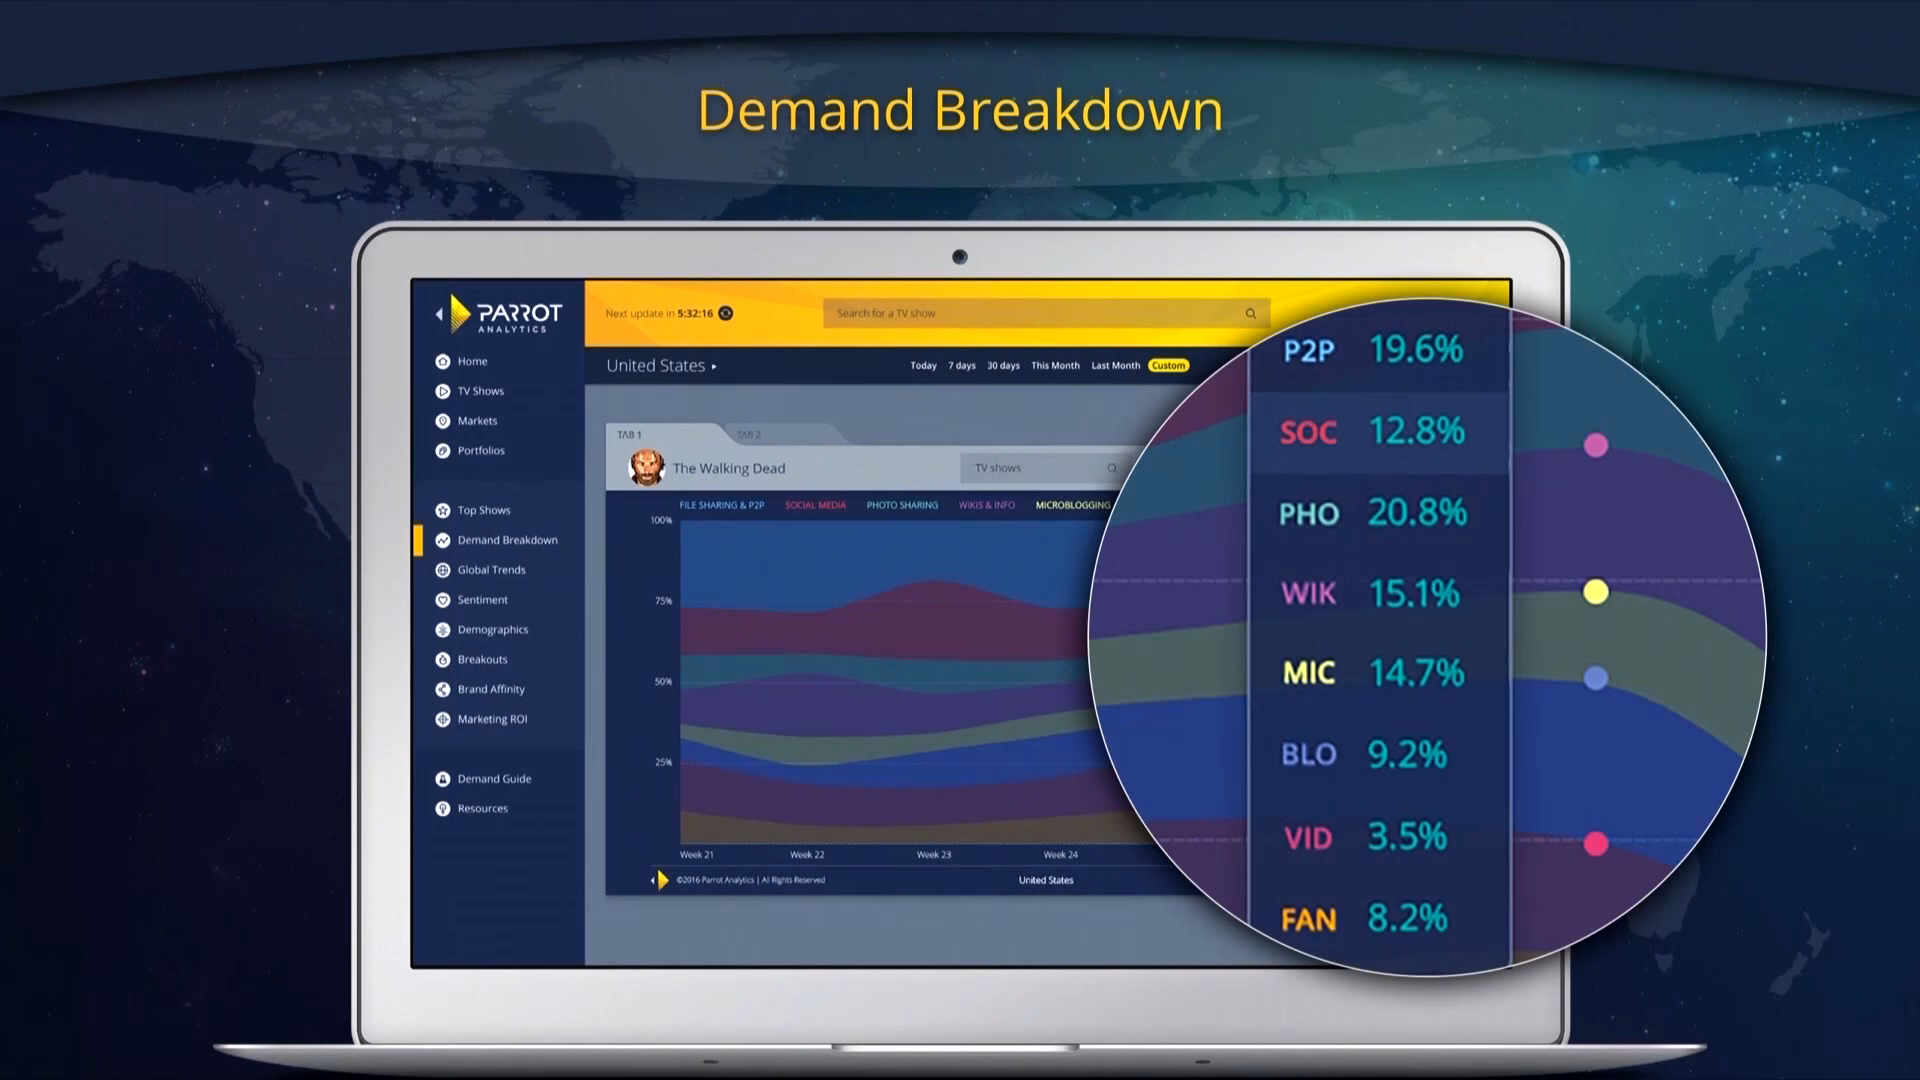 Demand Breakdown
PARROT
ANALYTICS
Next update in 5:32:16
Search for a TV show
United States
Today 7 days 30 days This Month Last Month Custom
Home
TV Shows
Markets
Portfolios
Top Shows
Demand Breakdown
Global Trends
Sentiment
Demographics
Breakouts
Brand Affinity
Marketing ROI
Demand Guide
Resources
TAB 1
TAB 2
The Walking Dead
TV shows
FILE SHARING & P2P SOCIAL MEDIA PHOTO SHARING WIKIS & INFO MICROBLOGGING
100%
75%
50%
25%
Week 21 Week 22 Week 23 Week 24
©2016 Parrot Analytics | All Rights Reserved
United States
P2P 19.6%
SOC 12.8%
PHO 20.8%
WIK 15.1%
MIC 14.7%
BLO 9.2%
VID 3.5%
FAN 8.2%